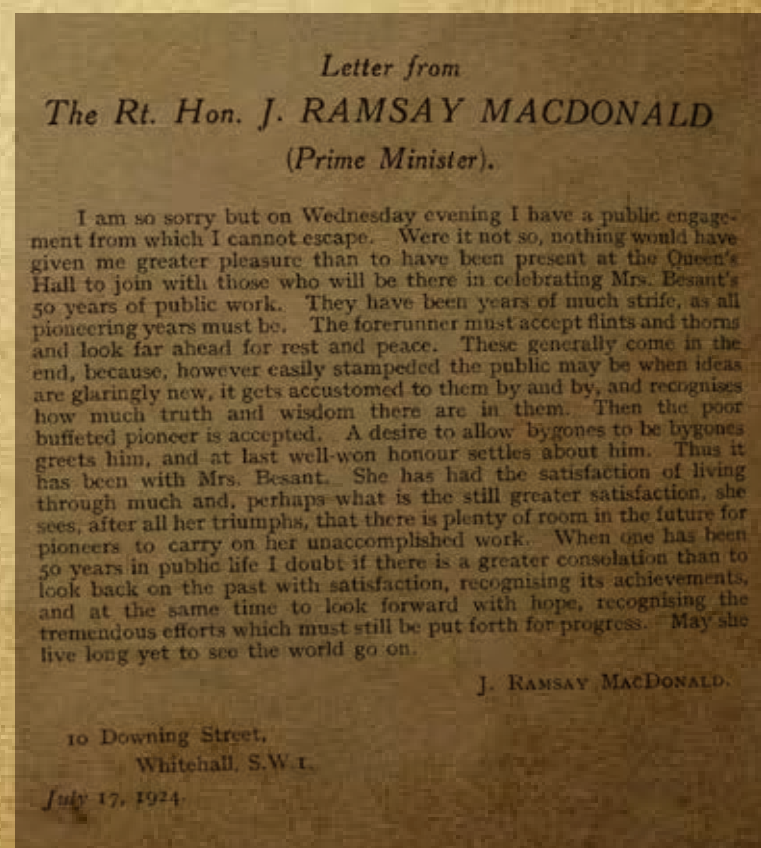 Letter from
The Rt. Hon. J. RAMSAY MACDONALD
(Prime Minister).
I am so sorry but on Wednesday evening I have a public engage-
ment from which I cannot escape. Were it not so, nothing would have
given me greater pleasure than to have been present at the Queen's
Hall to join with those who will be there in celebrating Mrs. Besant's
50 years of public work. They have been years of much strife, as all
pioneering years must be. The forerunner must accept flints and thorns
and look far ahead for rest and peace. These generally come in the
end, because, however easily stampeded the public may be when ideas
are glaringly new, it gets accustomed to them by and by, and recognises
how much truth and wisdom there are in them. Then the poor
buffeted pioneer is accepted. A desire to allow bygones to be bygones
greets him, and at last well-won honour settles about him. Thus it
has been with Mrs. Besant. She has had the satisfaction of living
through much and, perhaps what is the still greater satisfaction, she
sees, after all her triumphs, that there is plenty of room in the future for
pioneers to carry on her unaccomplished work. When one has been
50 years in public life I doubt if there is a greater consolation than to
look back on the past with satisfaction, recognising its achievements,
and at the same time to look forward with hope, recognising the
tremendous efforts which must still be put forth for progress. May she
live long yet to see the world go on.
J. RAMSAY MACDONALD.
10 Downing Street,
Whitehall, S.W.1.
July 17, 1924.